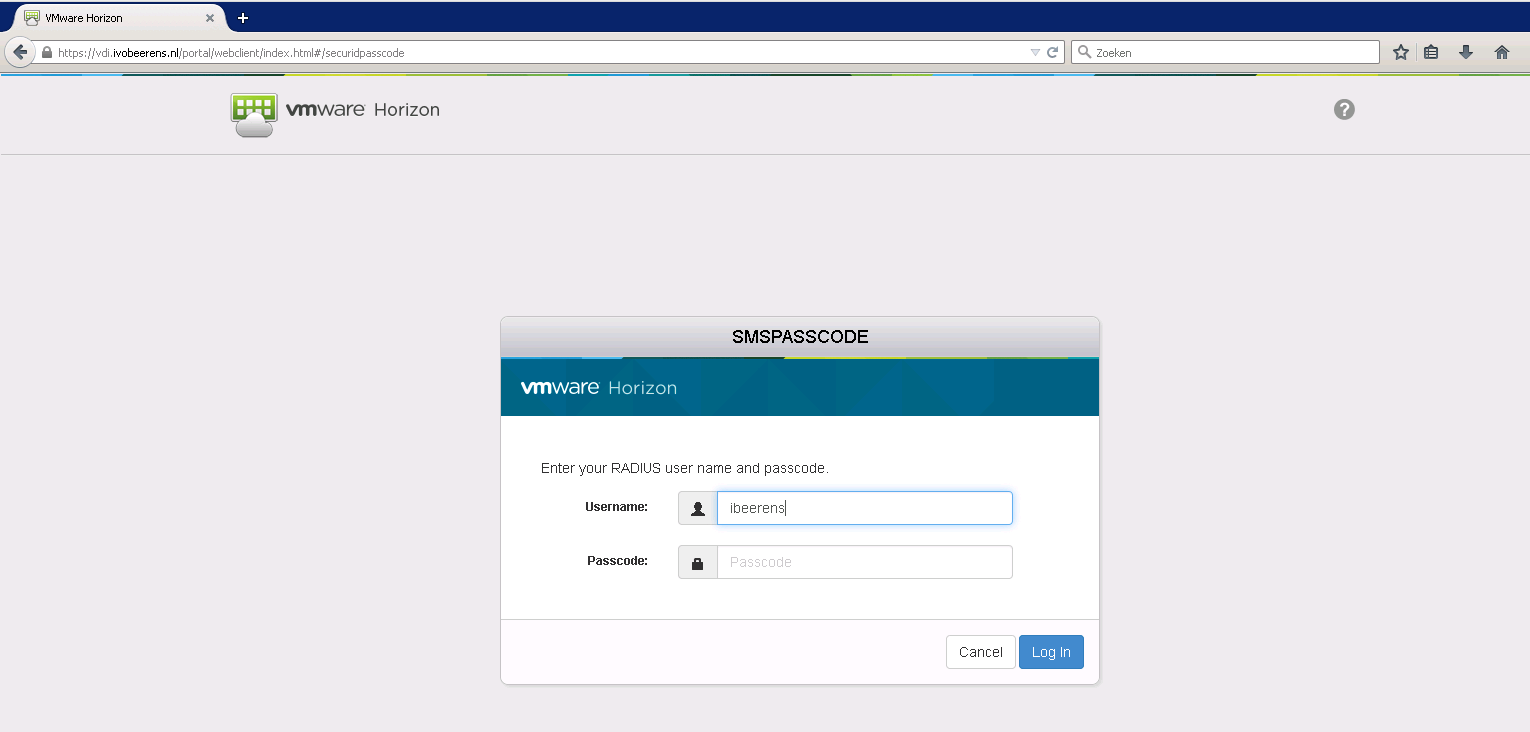 VMware Horizon
https://vdi.ivobeerens.nl/portal/webclient/index.html#/securidpasscode
Zoeken
vmware Horizon
?
SMSPASSCODE
vmware Horizon
Enter your RADIUS user name and passcode.
Username: ibeerens
Passcode: Passcode
Cancel Log In